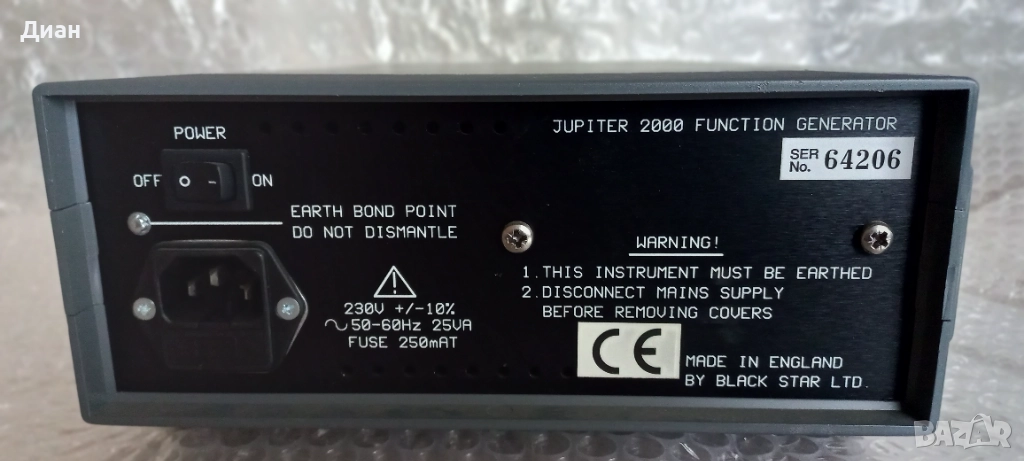 Диан
POWER
OFF
ON
JUPITER 2000 FUNCTION GENERATOR
SER No. 64206
EARTH BOND POINT
DO NOT DISMANTLE
WARNING!
1. THIS INSTRUMENT MUST BE EARTHED
2. DISCONNECT MAINS SUPPLY
BEFORE REMOVING COVERS
230V +/-10%
50-60Hz 25VA
FUSE 250mAT
CE
MADE IN ENGLAND
BY BLACK STAR LTD.
BAZAR